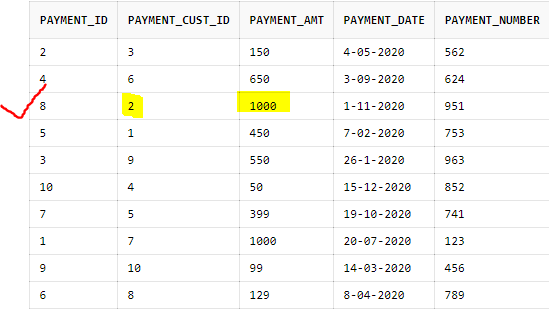 PAYMENT_ID PAYMENT_CUST_ID PAYMENT_AMT PAYMENT_DATE PAYMENT_NUMBER
2 3 150 4-05-2020 562
4 6 650 3-09-2020 624
8 2 1000 1-11-2020 951
5 1 450 7-02-2020 753
3 9 550 26-1-2020 963
10 4 50 15-12-2020 852
7 5 399 19-10-2020 741
1 7 1000 20-07-2020 123
9 10 99 14-03-2020 456
6 8 129 8-04-2020 789